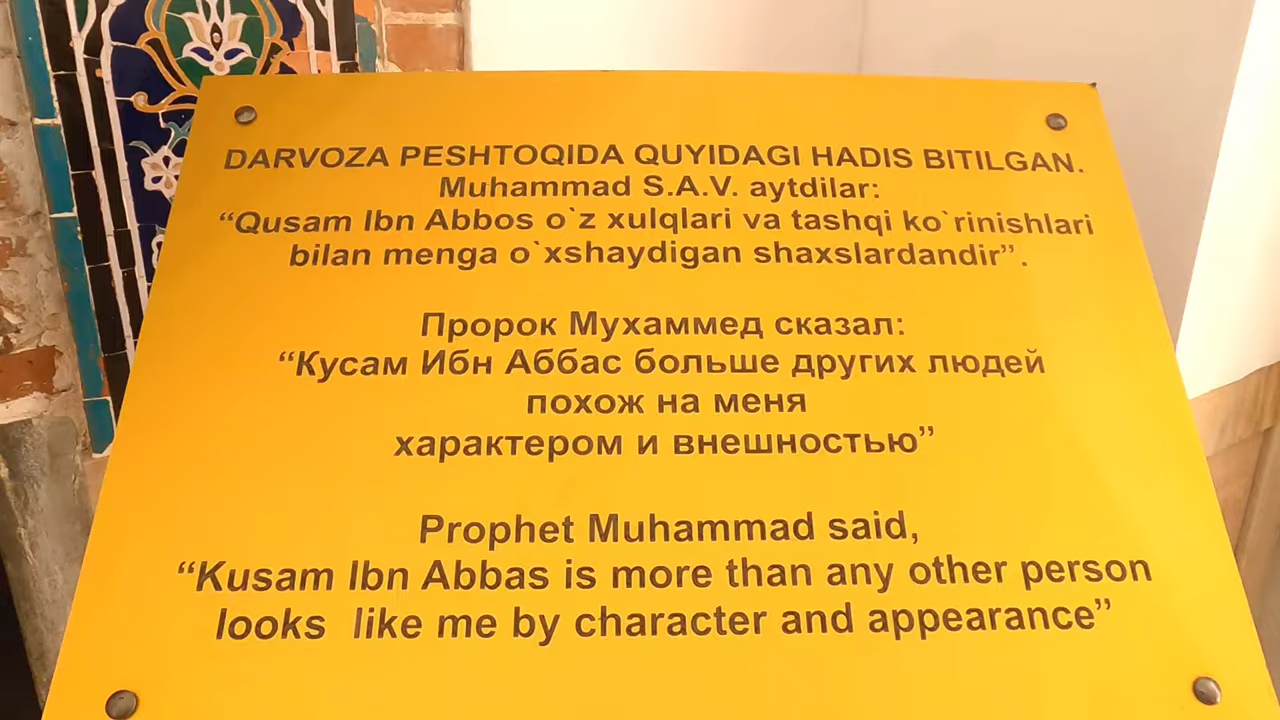 DARVOZA PESHTOQIDA QUYIDAGI HADIS BITILGAN.
Muhammad S.A.V. aytdilar:
“Qusam Ibn Abbos o`z xulqlari va tashqi ko`rinishlari
bilan menga o`xshaydigan shaxslardandir”.
Пророк Мухаммед сказал:
“Кусам Ибн Аббас больше других людей
похож на меня
характером и внешностью”
Prophet Muhammad said,
“Kusam Ibn Abbas is more than any other person
looks like me by character and appearance”